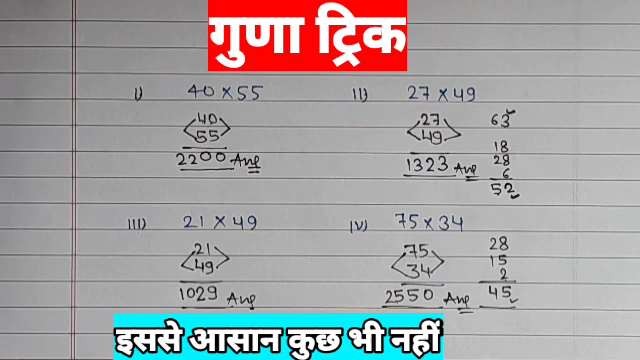 गुणा ट्रिक
I) 40 × 55
40
55
2200 Ans
II) 27 × 49
27
49
1323 Ans
63
18
28
6
52
III) 21 × 49
21
49
1029 Ans
IV) 75 × 34
75
34
2550 Ans
28
15
2
45
इससे आसान कुछ भी नहीं